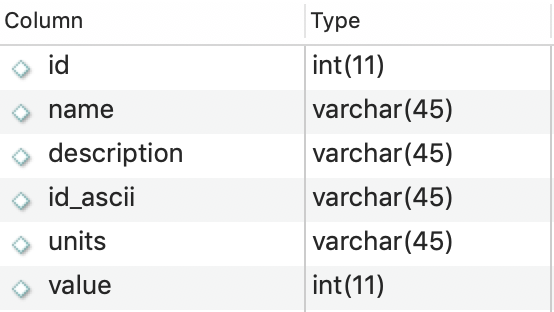 Column Type
id int(11)
name varchar(45)
description varchar(45)
id_ascii varchar(45)
units varchar(45)
value int(11)